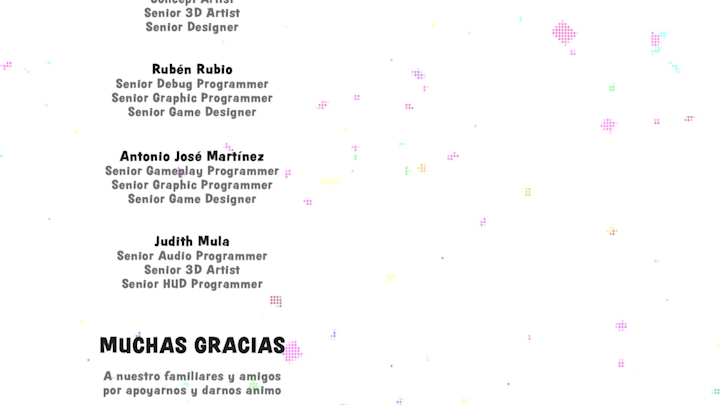 Concept Artist
Senior 3D Artist
Senior Designer
Rubén Rubio
Senior Debug Programmer
Senior Graphic Programmer
Senior Game Designer
Antonio José Martínez
Senior Gameplay Programmer
Senior Graphic Programmer
Senior Game Designer
Judith Mula
Senior Audio Programmer
Senior 3D Artist
Senior HUD Programmer
MUCHAS GRACIAS
A nuestro familiares y amigos
por apoyarnos y darnos animo